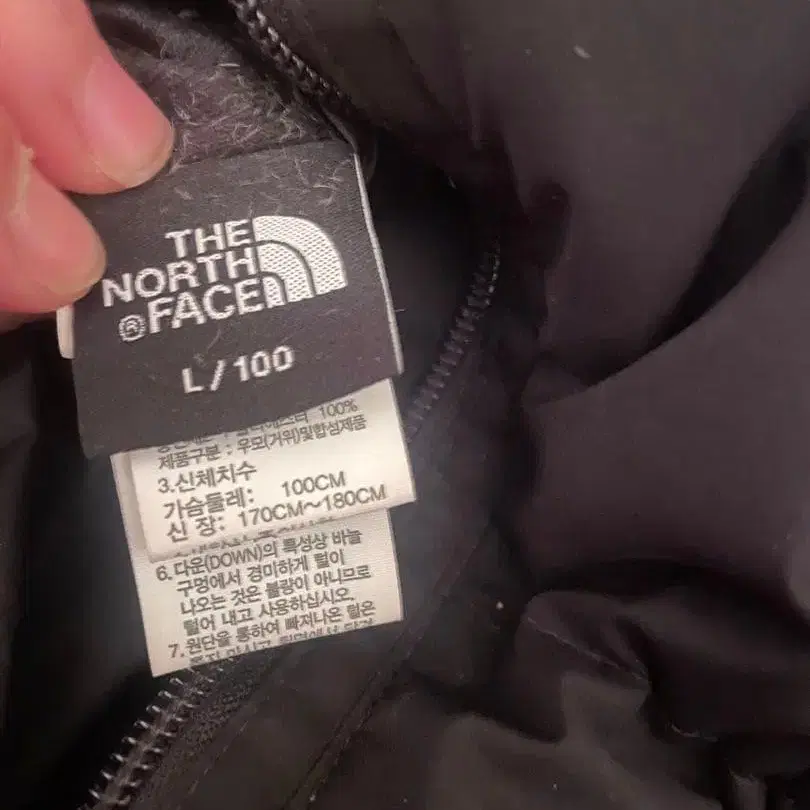 THE
NORTH
FACE
®
L/100
100%
제품구분 : 우모(거위)및합섬제품
3.신체치수
가슴둘레: 100CM
신 장: 170CM~180CM
6.다운(DOWN)의 특성상 바늘
구멍에서 경미하게 털이
나오는 것은 불량이 아니므로
털어 내고 사용하십시오.
7.원단을 통하여 빠져나온 털은